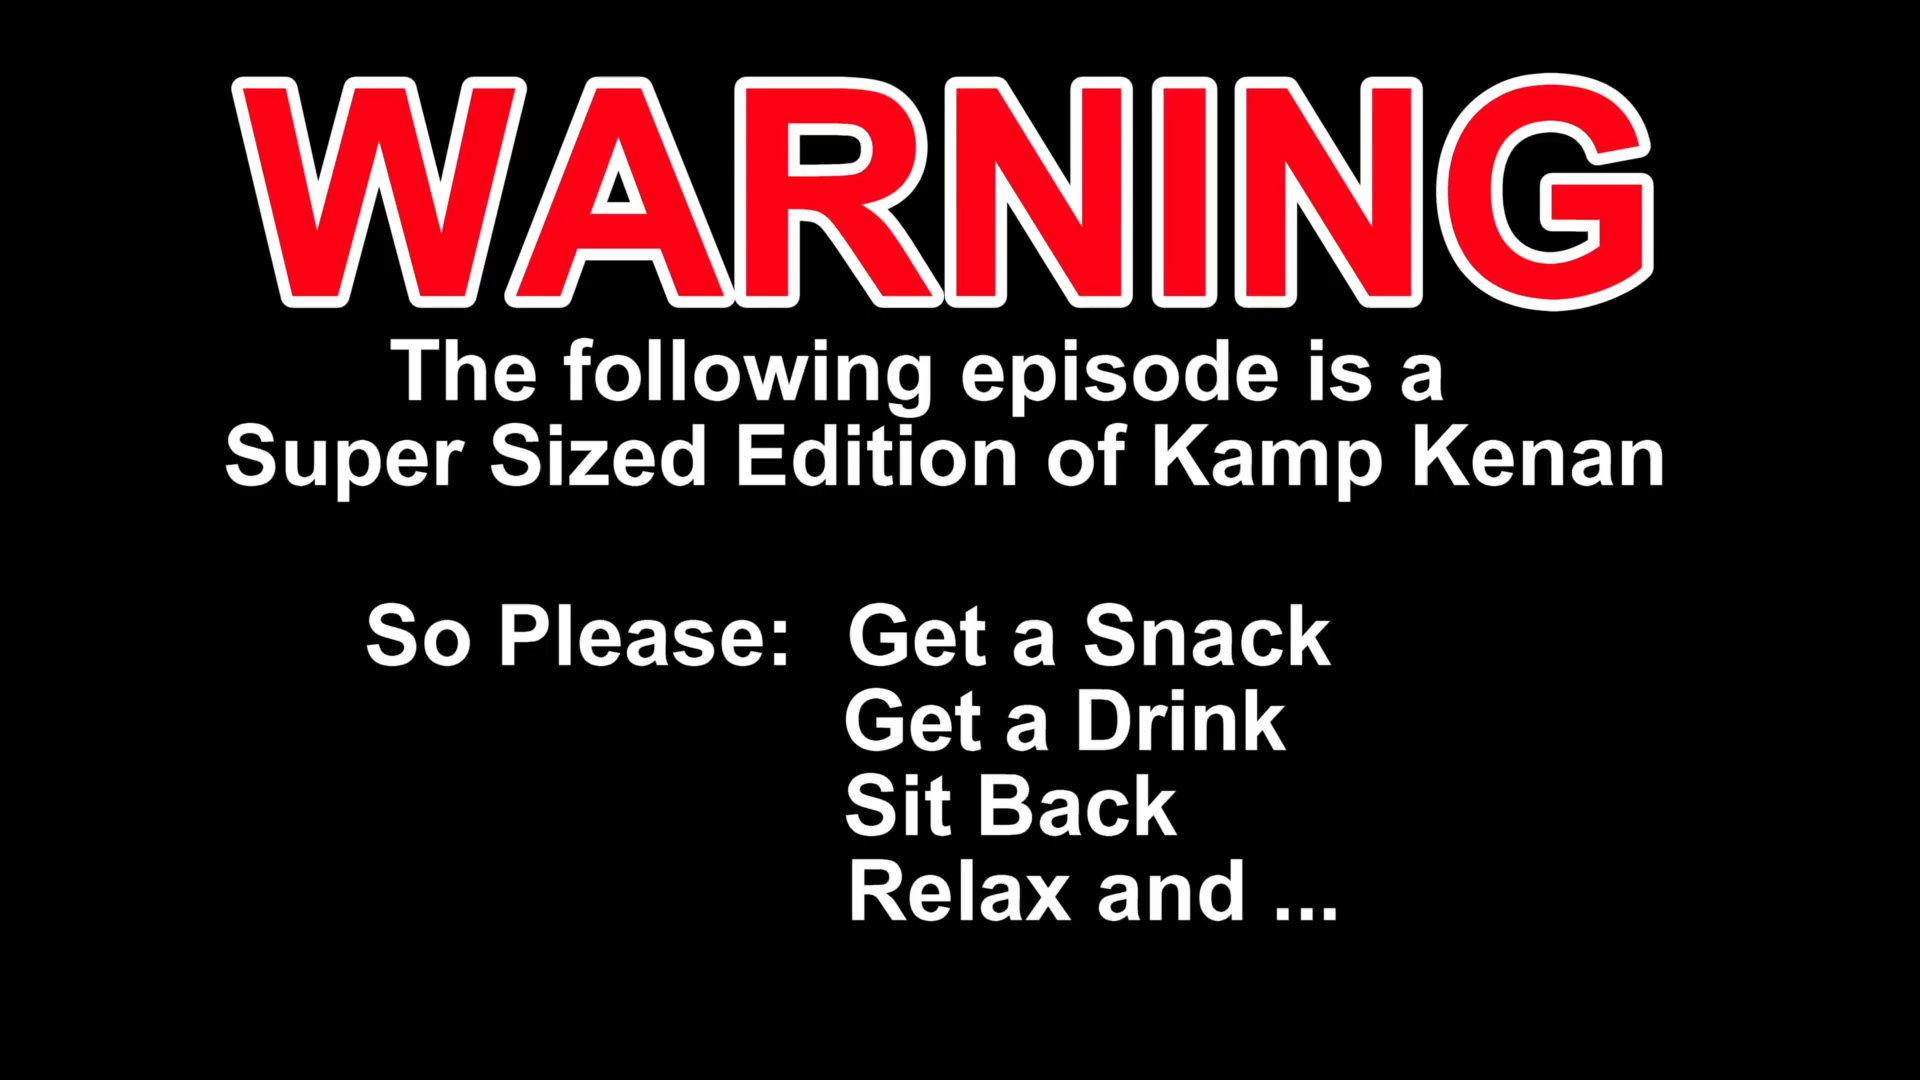 WARNING
The following episode is a
Super Sized Edition of Kamp Kenan
So Please: Get a Snack
Get a Drink
Sit Back
Relax and ...